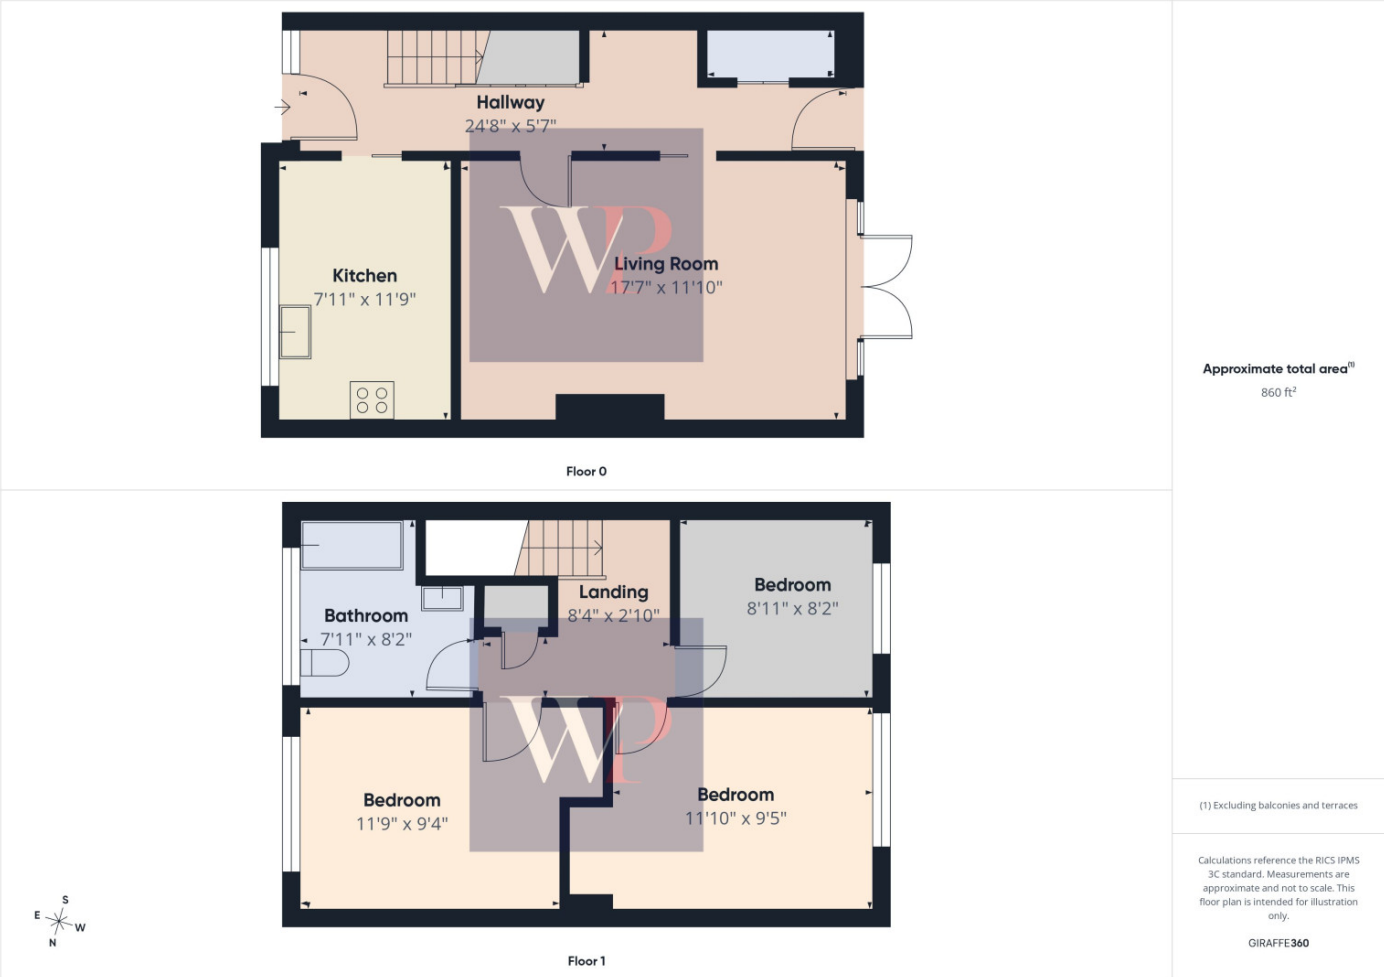 Hallway
24'8" x 5'7"
Kitchen
7'11" x 11'9"
WP
Living Room
17'7" x 11'10"
Floor 0
Approximate total area(1)
860 ft²
Bathroom
7'11" x 8'2"
Landing
8'4" x 2'10"
Bedroom
8'11" x 8'2"
WP
Bedroom
11'9" x 9'4"
Bedroom
11'10" x 9'5"
S
E
W
N
Floor 1
(1) Excluding balconies and terraces
Calculations reference the RICS IPMS
3C standard. Measurements are
approximate and not to scale. This
floor plan is intended for illustration
only.
GIRAFFE360